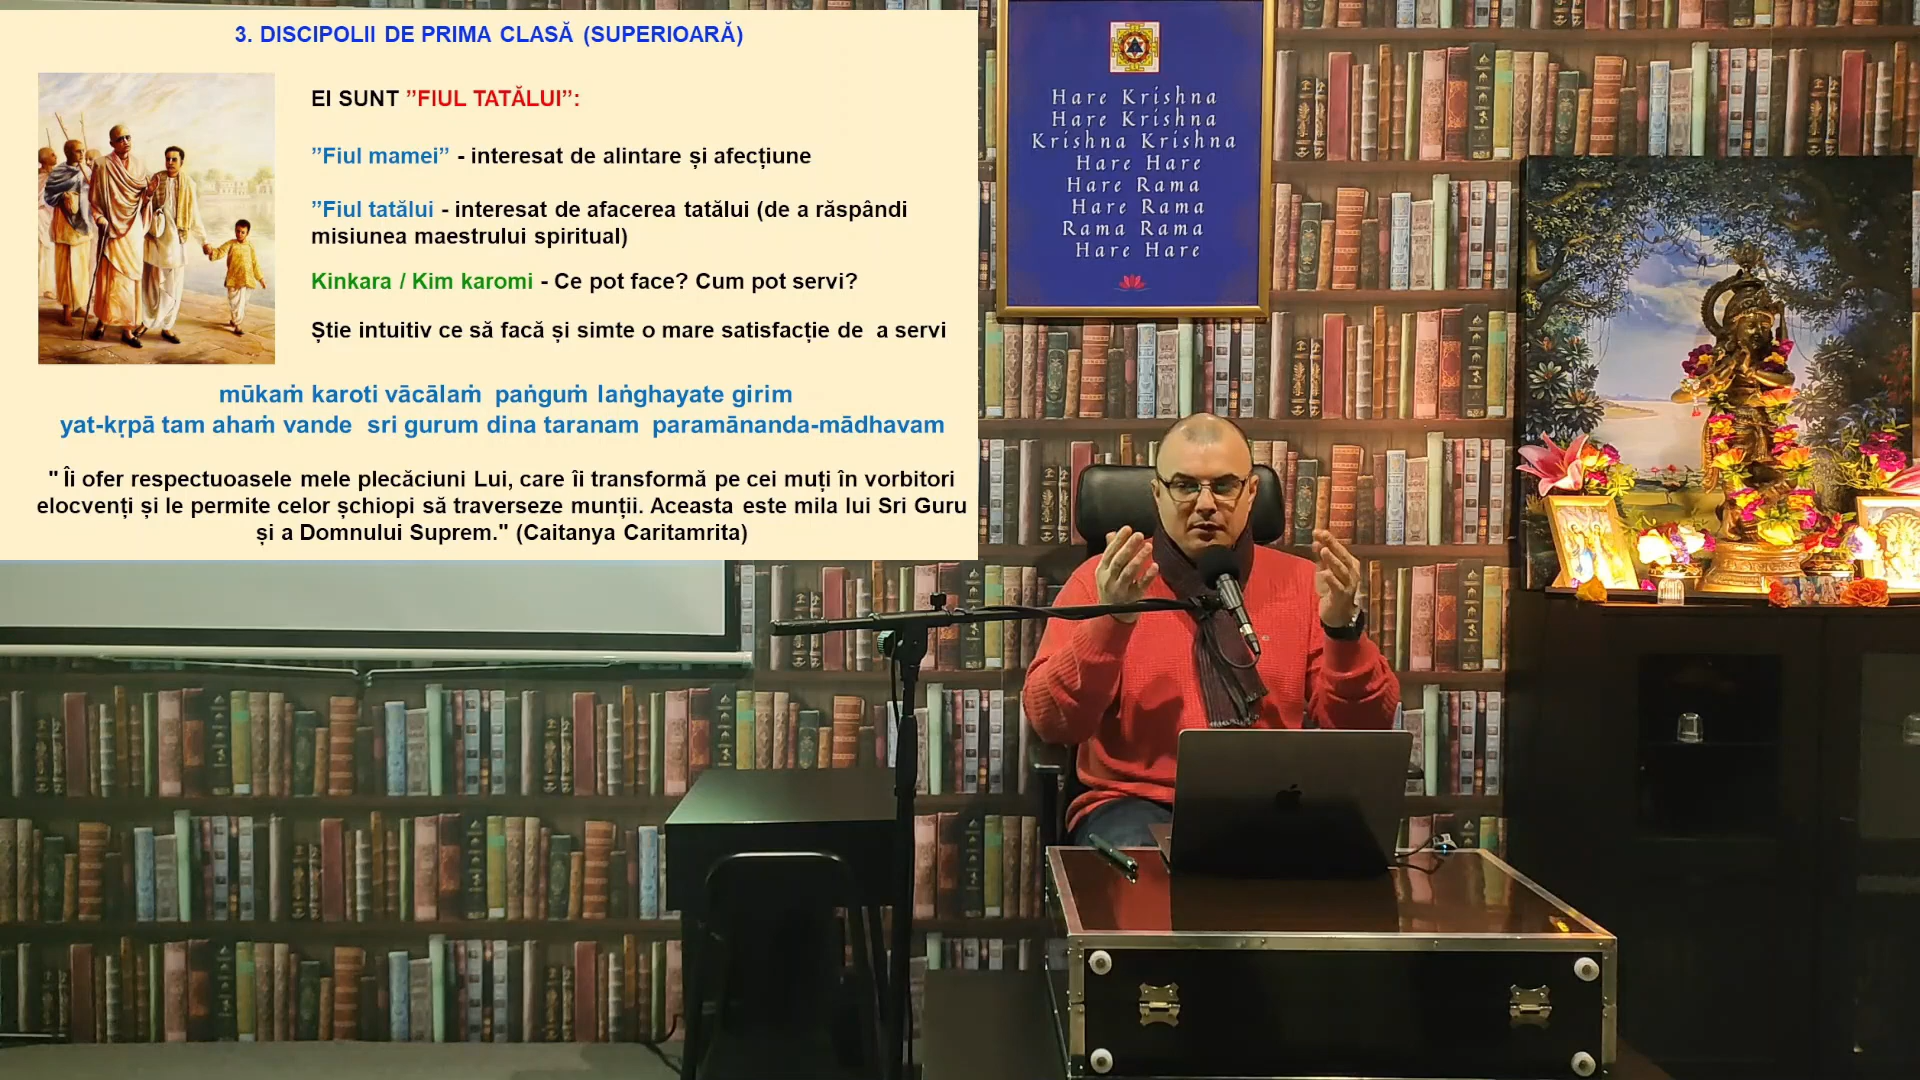 3. DISCIPOLII DE PRIMA CLASĂ (SUPERIOARĂ)
EI SUNT ”FIUL TATĂLUI”:
”Fiul mamei” - interesat de alintare și afecțiune
”Fiul tatălui - interesat de afacerea tatălui (de a răspândi
misiunea maestrului spiritual)
Kinkara / Kim karomi - Ce pot face? Cum pot servi?
Știe intuitiv ce să facă și simte o mare satisfacție de  a servi
mūkaṁ karoti vācālaṁ  paṅguṁ laṅghayate girim
yat-kṛpā tam ahaṁ vande  sri gurum dina taranam  paramānanda-mādhavam
" Îi ofer respectuoasele mele plecăciuni Lui, care îi transformă pe cei muți în vorbitori
elocvenți și le permite celor șchiopi să traverseze munții. Aceasta este mila lui Sri Guru
și a Domnului Suprem." (Caitanya Caritamrita)
Hare Krishna
Hare Krishna
Krishna Krishna
Hare Hare
Hare Rama
Hare Rama
Rama Rama
Hare Hare